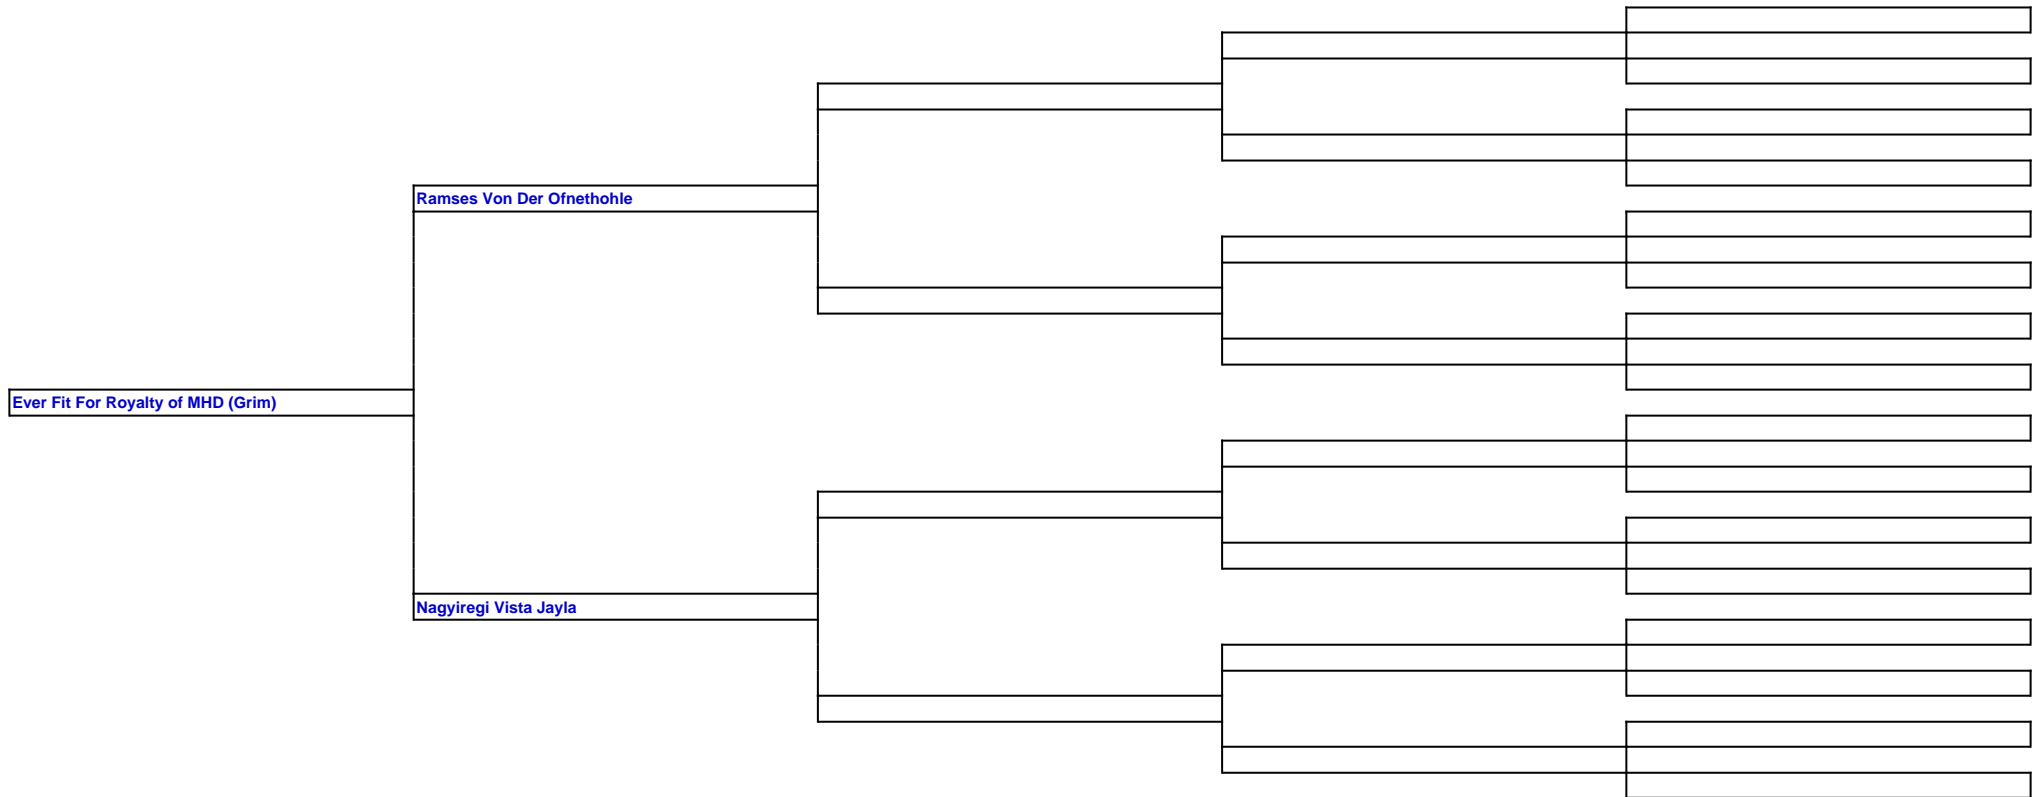 Ramses Von Der Ofnethohle
Ever Fit For Royalty of MHD (Grim)
Nagyiregi Vista Jayla